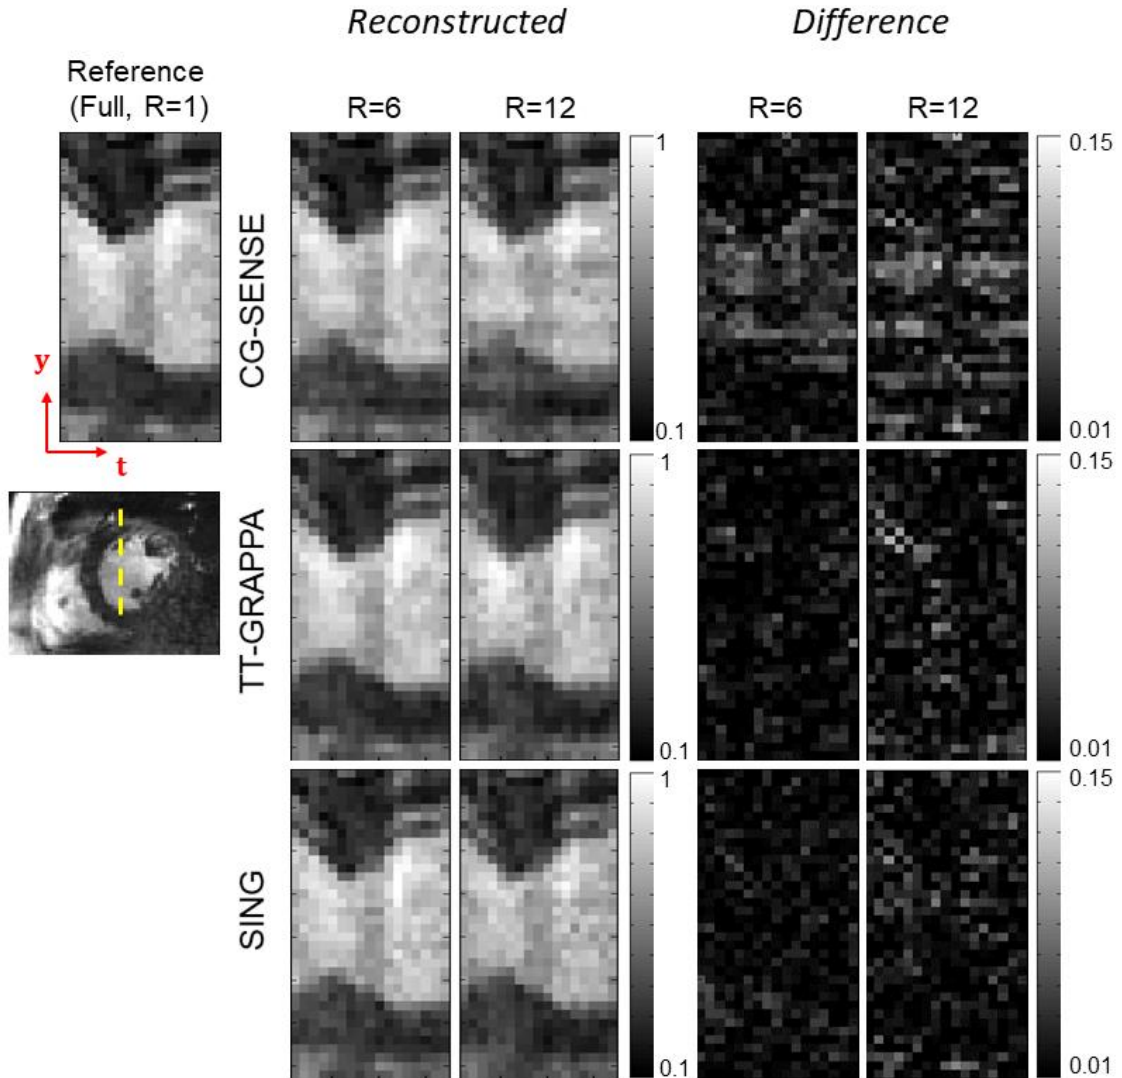 Reconstructed
Difference
Reference
(Full, R=1)
R=6
R=12
R=6
R=12
CG-SENSE
1
0.1
0.15
0.01
y
t
TT-GRAPPA
1
0.1
0.15
0.01
SING
1
0.1
0.15
0.01